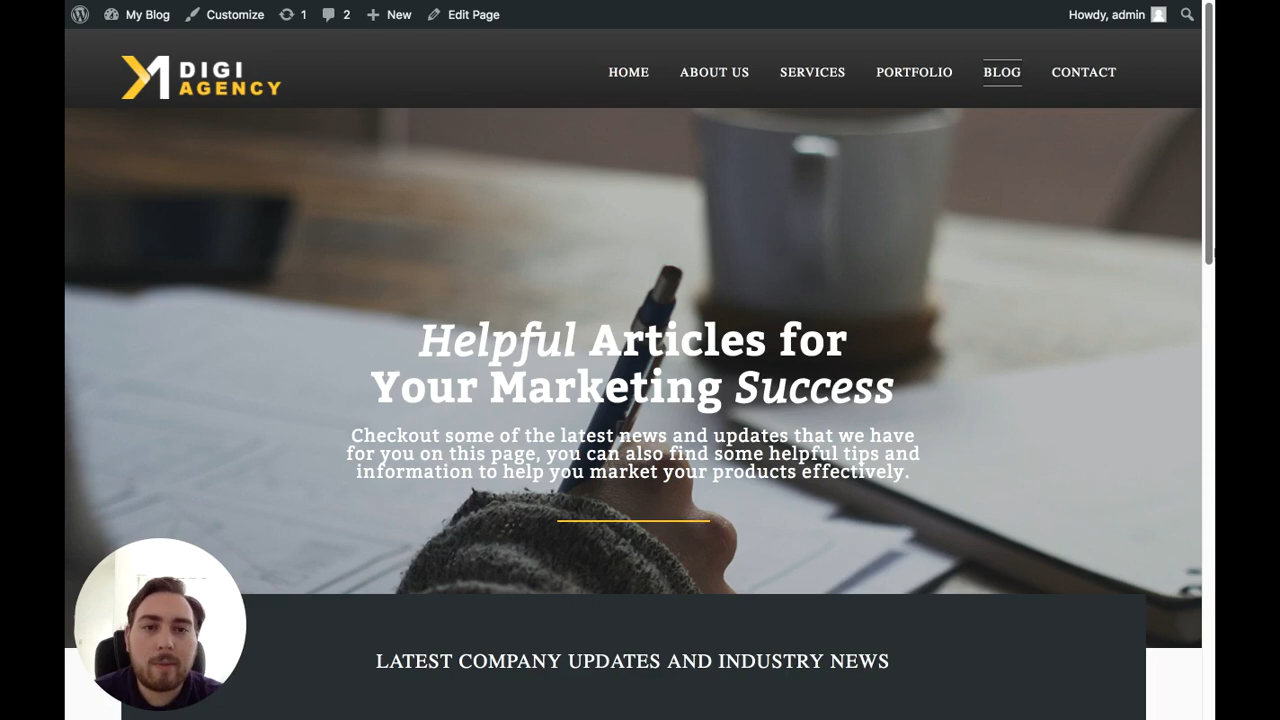 My Blog Customize 1 2 New Edit Page Howdy, admin
DIGI
AGENCY
HOME ABOUT US SERVICES PORTFOLIO BLOG CONTACT
Helpful Articles for
Your Marketing Success
Checkout some of the latest news and updates that we have
for you on this page, you can also find some helpful tips and
information to help you market your products effectively.
LATEST COMPANY UPDATES AND INDUSTRY NEWS